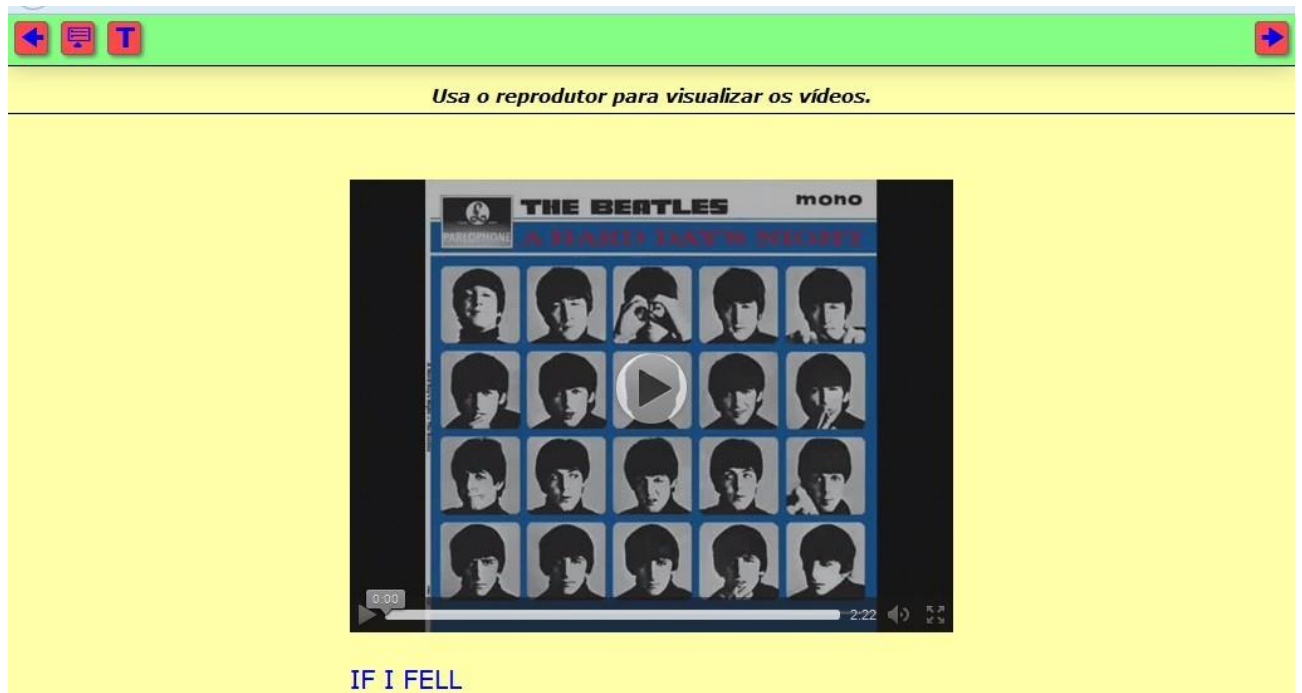 T
Usa o reprodutor para visualizar os vídeos.
THE BEATLES
mono
PARLOPHONE
A HARD DAY'S NIGHT
0:00
2:22
IF I FELL